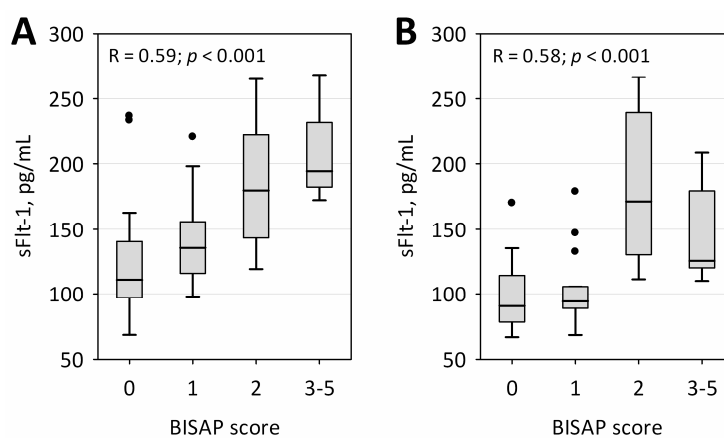 A
R = 0.59; p < 0.001
sFlt-1, pg/mL
300
250
200
150
100
50
0 1 2 3-5
BISAP score
B
R = 0.58; p < 0.001
sFlt-1, pg/mL
300
250
200
150
100
50
0 1 2 3-5
BISAP score